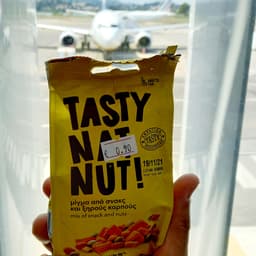 TASTY
NAT
NUT!
€ 0,90
19/11/21
μίγμα από σνακς
και ξηρούς καρπούς
mix of snack and nuts